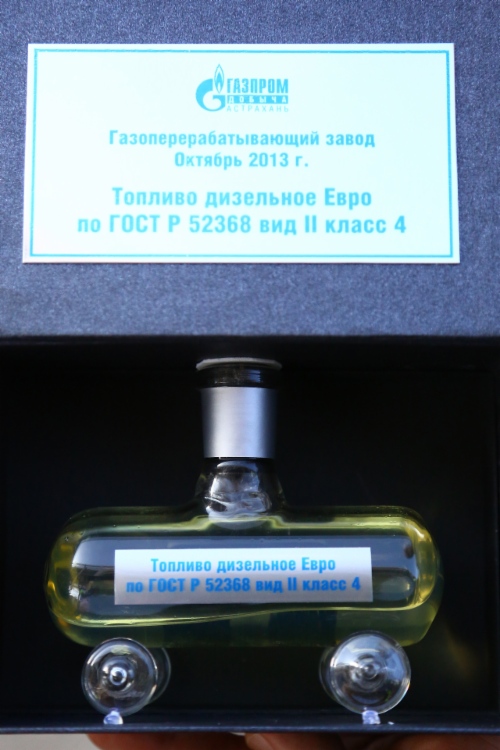 ГАЗПРОМ
ДОБЫЧА
АСТРАХАНЬ
Газоперерабатывающий завод
Октябрь 2013 г.
Топливо дизельное Евро
по ГОСТ Р 52368 вид II класс 4
Топливо дизельное Евро
по ГОСТ Р 52368 вид II класс 4